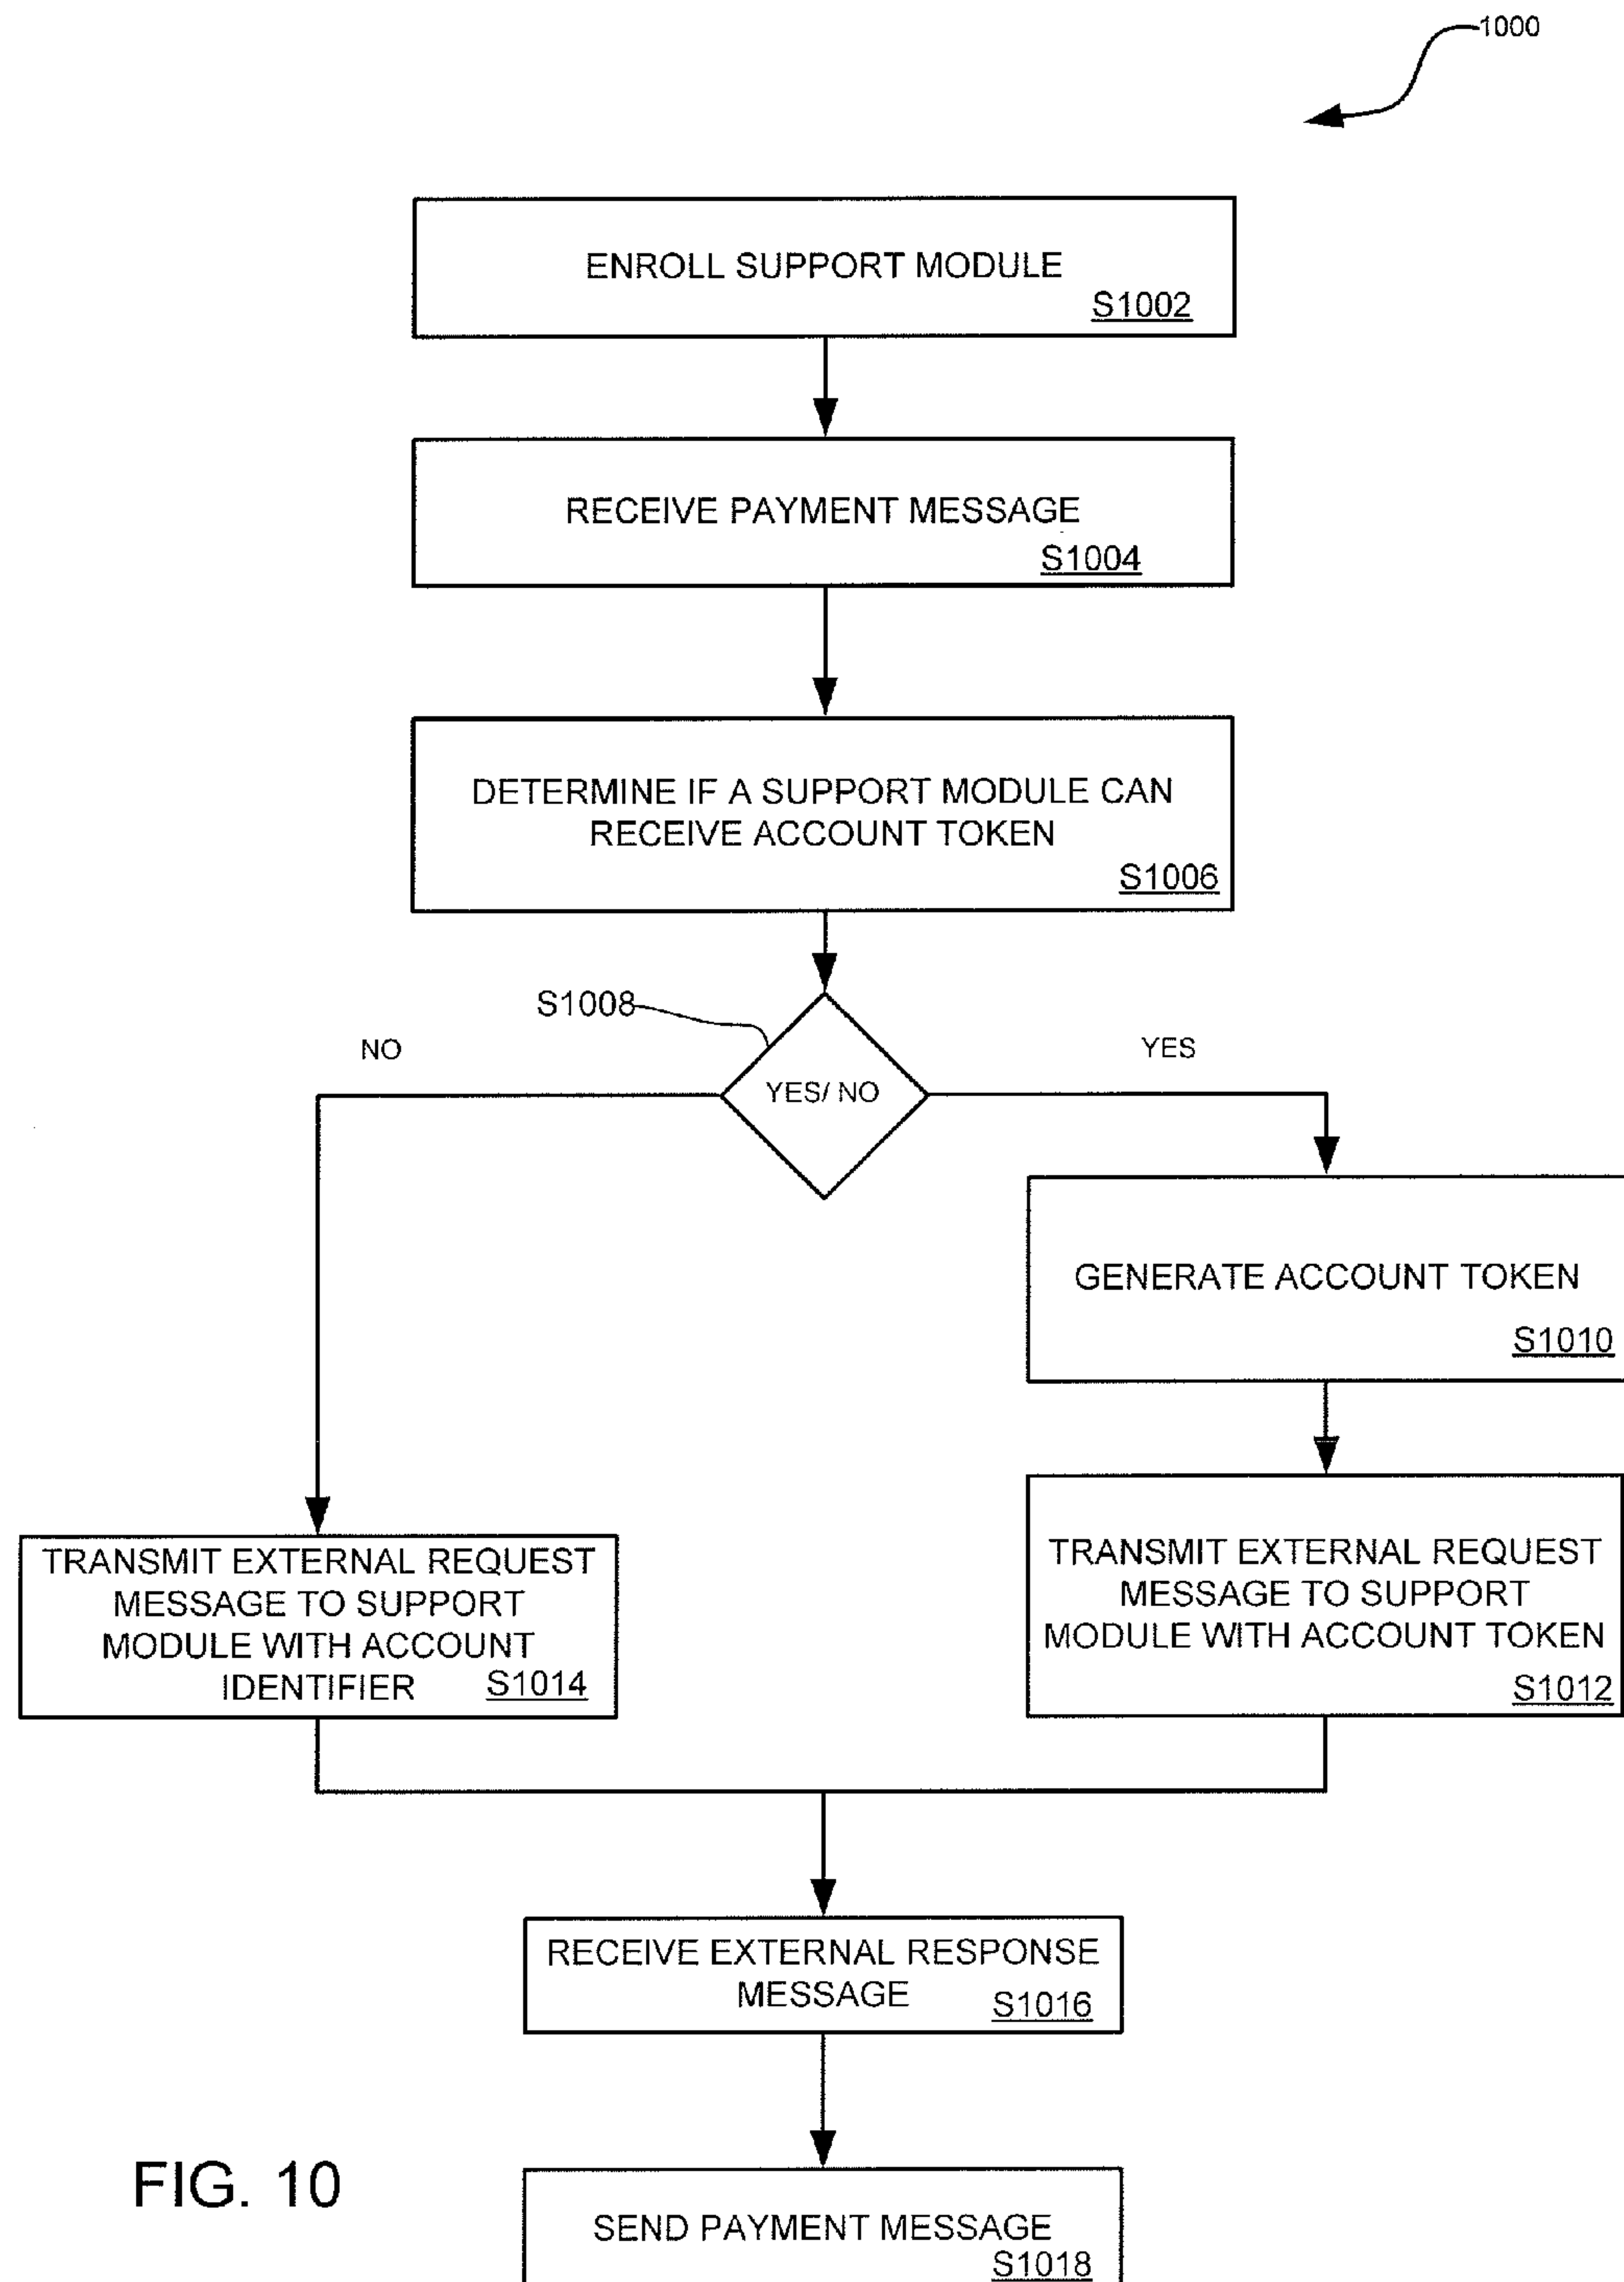 1000
ENROLL SUPPORT MODULE
S1002
RECEIVE PAYMENT MESSAGE
S1004
DETERMINE IF A SUPPORT MODULE CAN
RECEIVE ACCOUNT TOKEN
S1006
S1008
NO
YES
YES/ NO
GENERATE ACCOUNT TOKEN
S1010
TRANSMIT EXTERNAL REQUEST
MESSAGE TO SUPPORT
MODULE WITH ACCOUNT
IDENTIFIER S1014
TRANSMIT EXTERNAL REQUEST
MESSAGE TO SUPPORT
MODULE WITH ACCOUNT TOKEN
S1012
RECEIVE EXTERNAL RESPONSE
MESSAGE S1016
SEND PAYMENT MESSAGE
S1018
FIG. 10